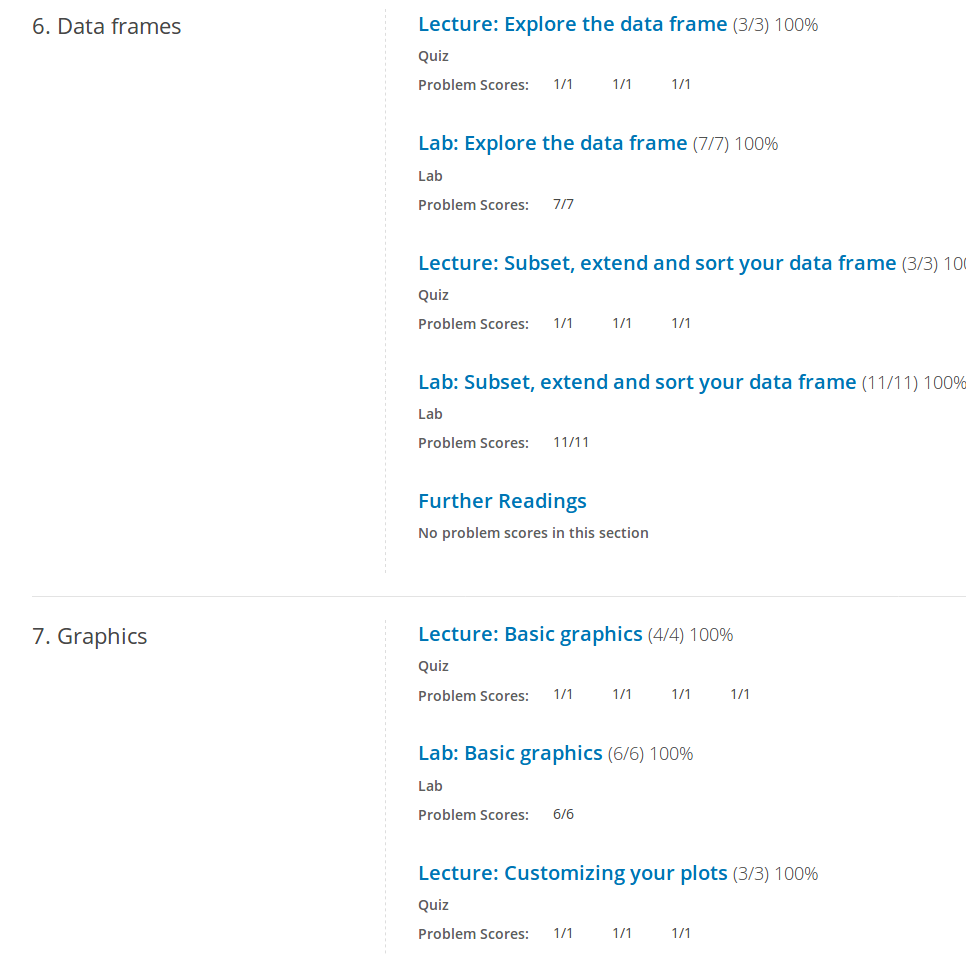 6. Data frames
Lecture: Explore the data frame (3/3) 100%
Quiz
Problem Scores: 1/1 1/1 1/1
Lab: Explore the data frame (7/7) 100%
Lab
Problem Scores: 7/7
Lecture: Subset, extend and sort your data frame (3/3) 100
Quiz
Problem Scores: 1/1 1/1 1/1
Lab: Subset, extend and sort your data frame (11/11) 100%
Lab
Problem Scores: 11/11
Further Readings
No problem scores in this section
7. Graphics
Lecture: Basic graphics (4/4) 100%
Quiz
Problem Scores: 1/1 1/1 1/1 1/1
Lab: Basic graphics (6/6) 100%
Lab
Problem Scores: 6/6
Lecture: Customizing your plots (3/3) 100%
Quiz
Problem Scores: 1/1 1/1 1/1